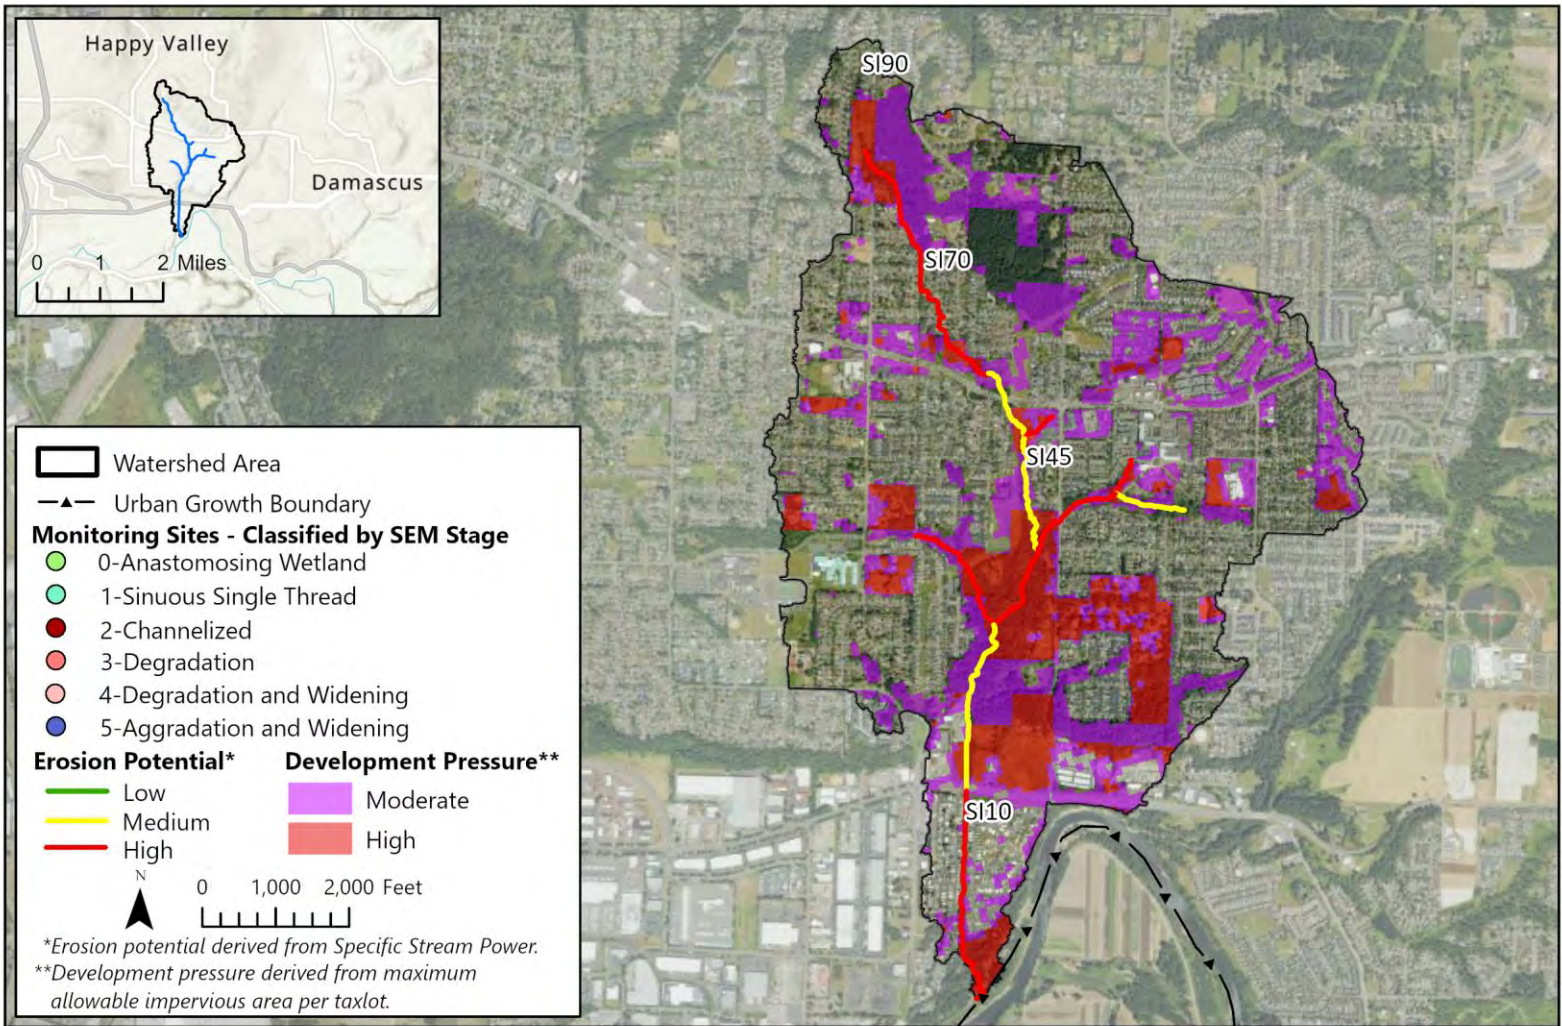 Happy Valley
Damascus
0 1 2 Miles
SI90
SI70
SI45
SI10
Watershed Area
Urban Growth Boundary
Monitoring Sites - Classified by SEM Stage
0-Anastomosing Wetland
1-Sinuous Single Thread
2-Channelized
3-Degradation
4-Degradation and Widening
5-Aggradation and Widening
Erosion Potential* Development Pressure**
Low
Medium
High
Moderate
High
N
0 1,000 2,000 Feet
*Erosion potential derived from Specific Stream Power.
**Development pressure derived from maximum
allowable impervious area per taxlot.